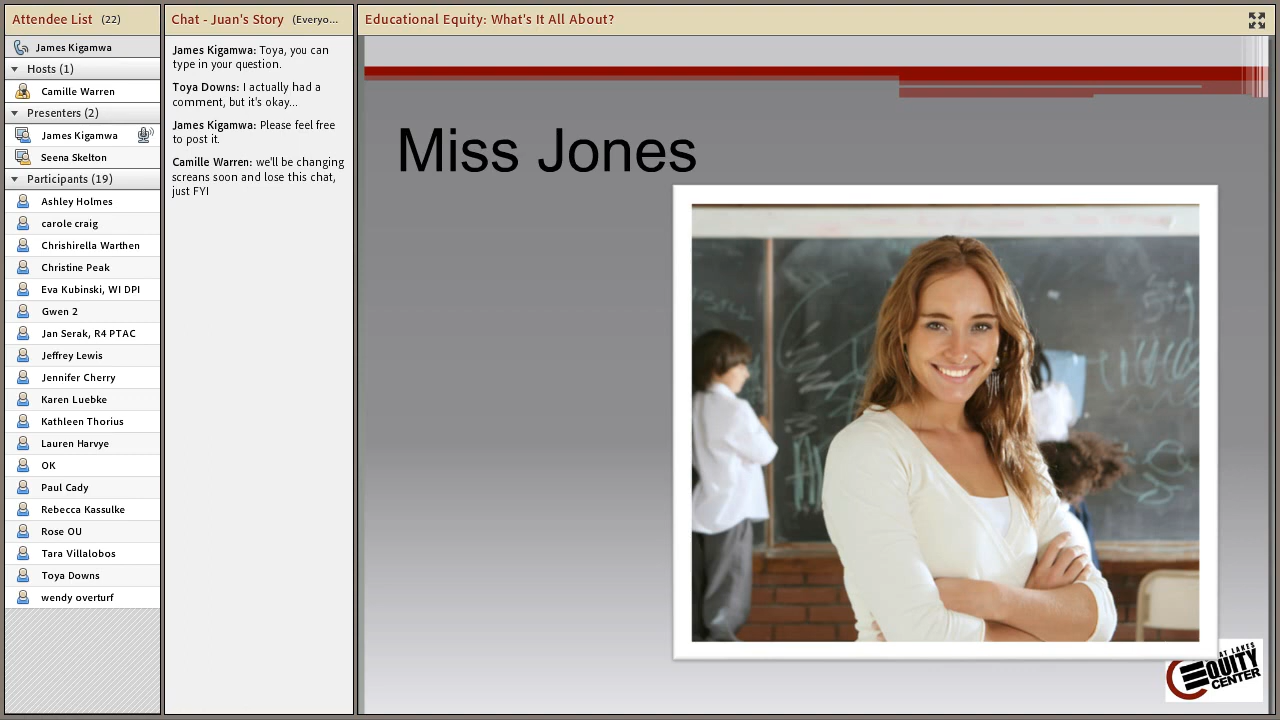 Attendee List (22)
James Kigamwa
Hosts (1)
Camille Warren
Presenters (2)
James Kigamwa
Seena Skelton
Participants (19)
Ashley Holmes
carole craig
Chrishirella Warthen
Christine Peak
Eva Kubinski, WI DPI
Gwen 2
Jan Serak, R4 PTAC
Jeffrey Lewis
Jennifer Cherry
Karen Luebke
Kathleen Thorius
Lauren Harvye
OK
Paul Cady
Rebecca Kassulke
Rose OU
Tara Villalobos
Toya Downs
wendy overturf
Chat - Juan's Story (Everyo...
James Kigamwa: Toya, you can
type in your question.
Toya Downs: I actually had a
comment, but it's okay...
James Kigamwa: Please feel free
to post it.
Camille Warren: we'll be changing
screans soon and lose this chat,
just FYI
Educational Equity: What's It All About?
Miss Jones
AT LAKES
EQUITY
CENTER